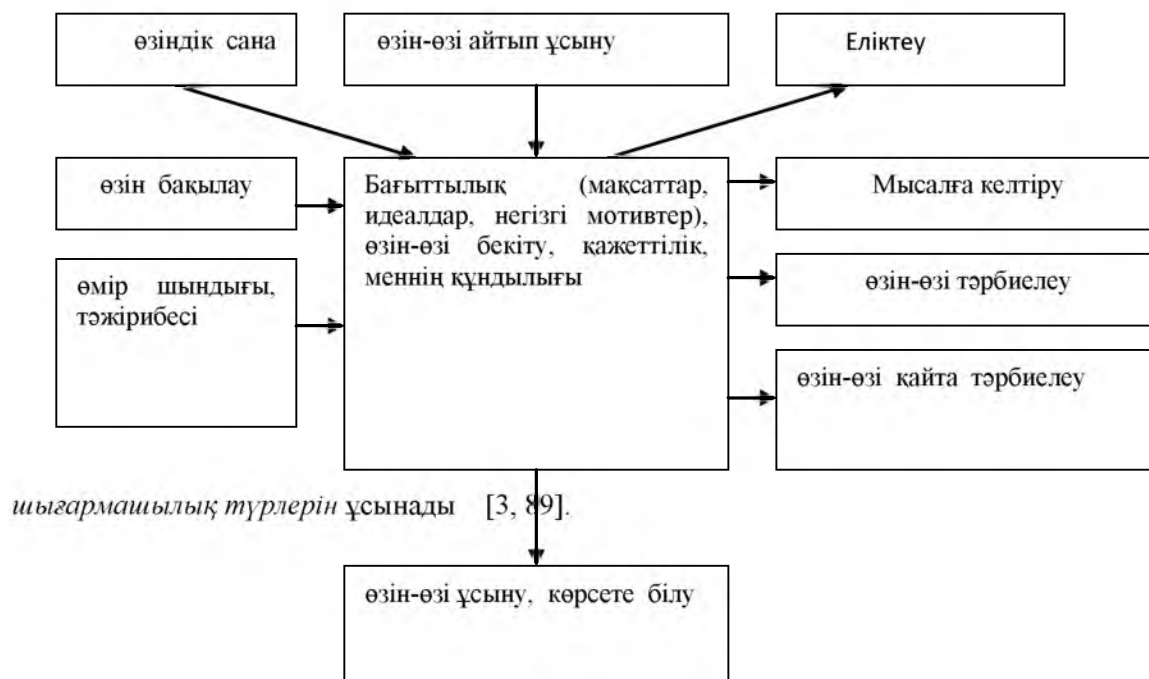 өзіндік сана
өзін-өзі айтып ұсыну
Еліктеу
өзін бақылау
өмір шындығы,
тәжірибесі
Бағыттылық (мақсаттар,
идеалдар, негізгі мотивтер),
өзін-өзі бекіту, қажеттілік,
меннің құндылығы
Мысалға келтіру
өзін-өзі тәрбиелеу
өзін-өзі қайта тәрбиелеу
шығармашылық түрлерін ұсынады [3, 89].
өзін-өзі ұсыну, көрсете білу